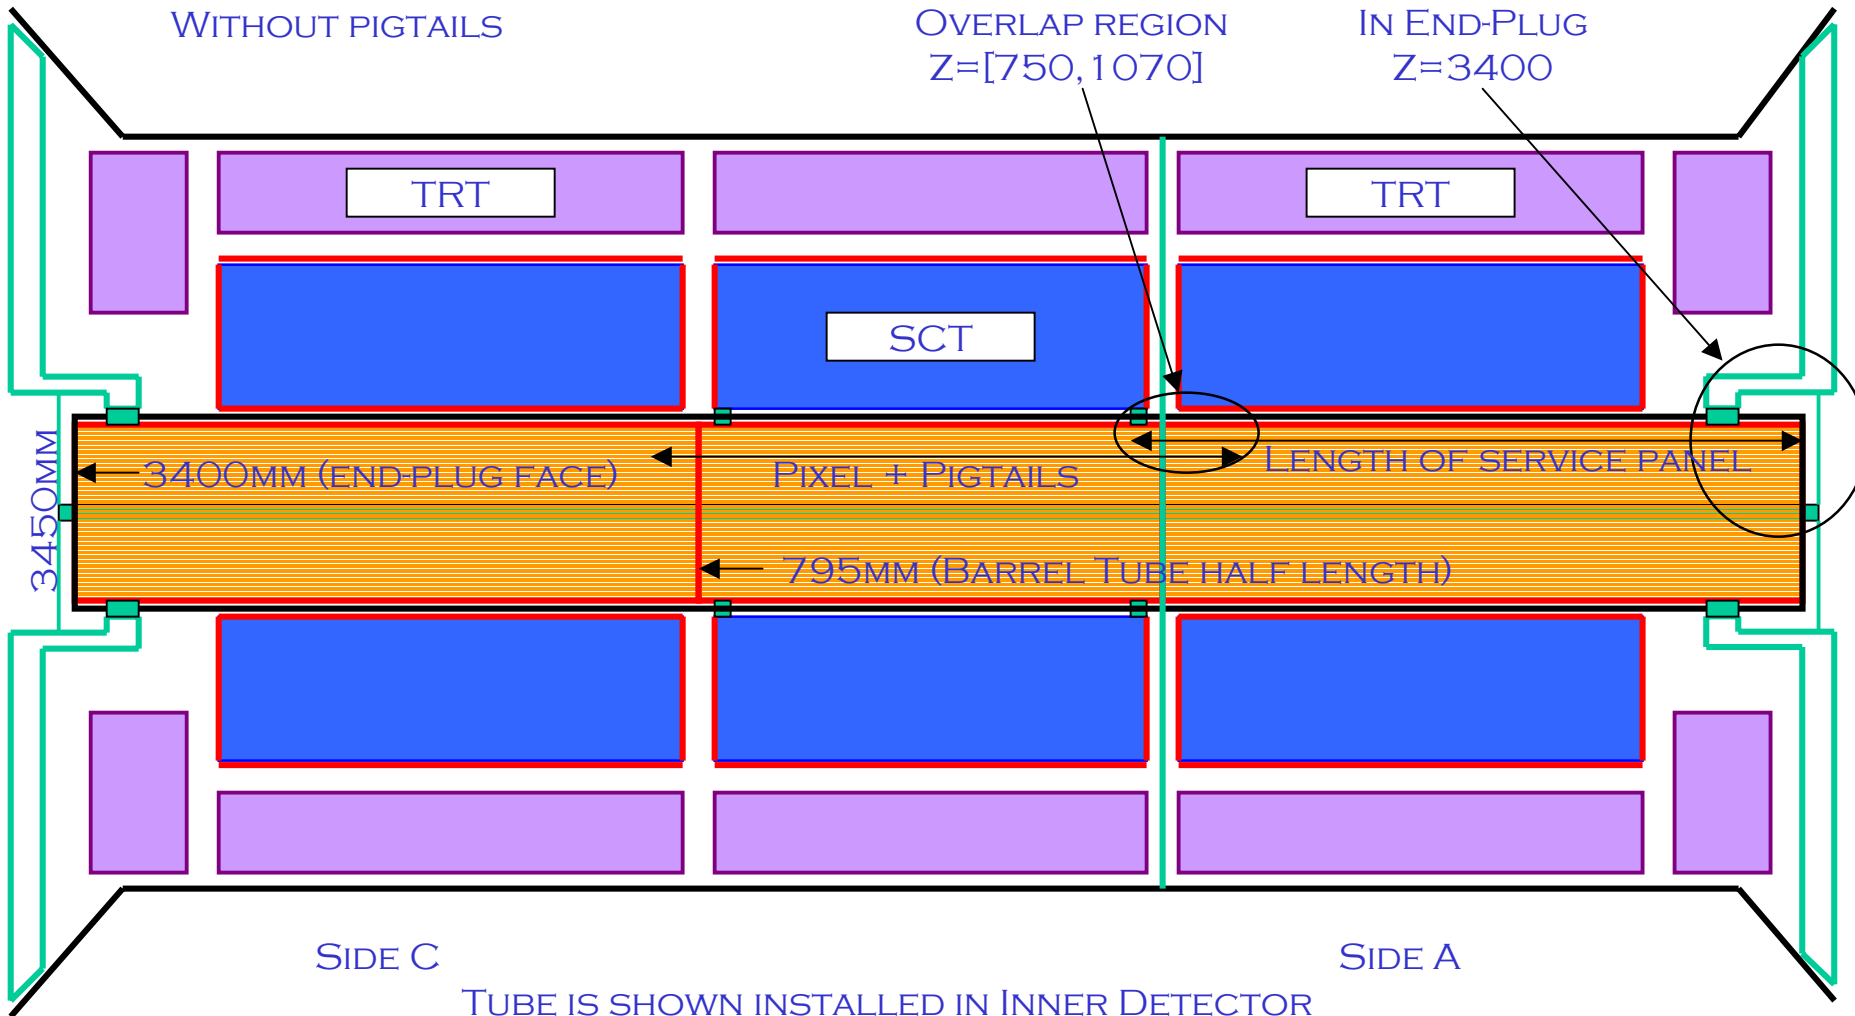 WITHOUT PIGTAILS
OVERLAP REGION
Z=[750,1070]
IN END-PLUG
Z=3400
TRT
TRT
SCT
3450MM
3400MM (END-PLUG FACE)
PIXEL + PIGTAILS
LENGTH OF SERVICE PANEL
795MM (BARREL TUBE HALF LENGTH)
SIDE C
SIDE A
TUBE IS SHOWN INSTALLED IN INNER DETECTOR